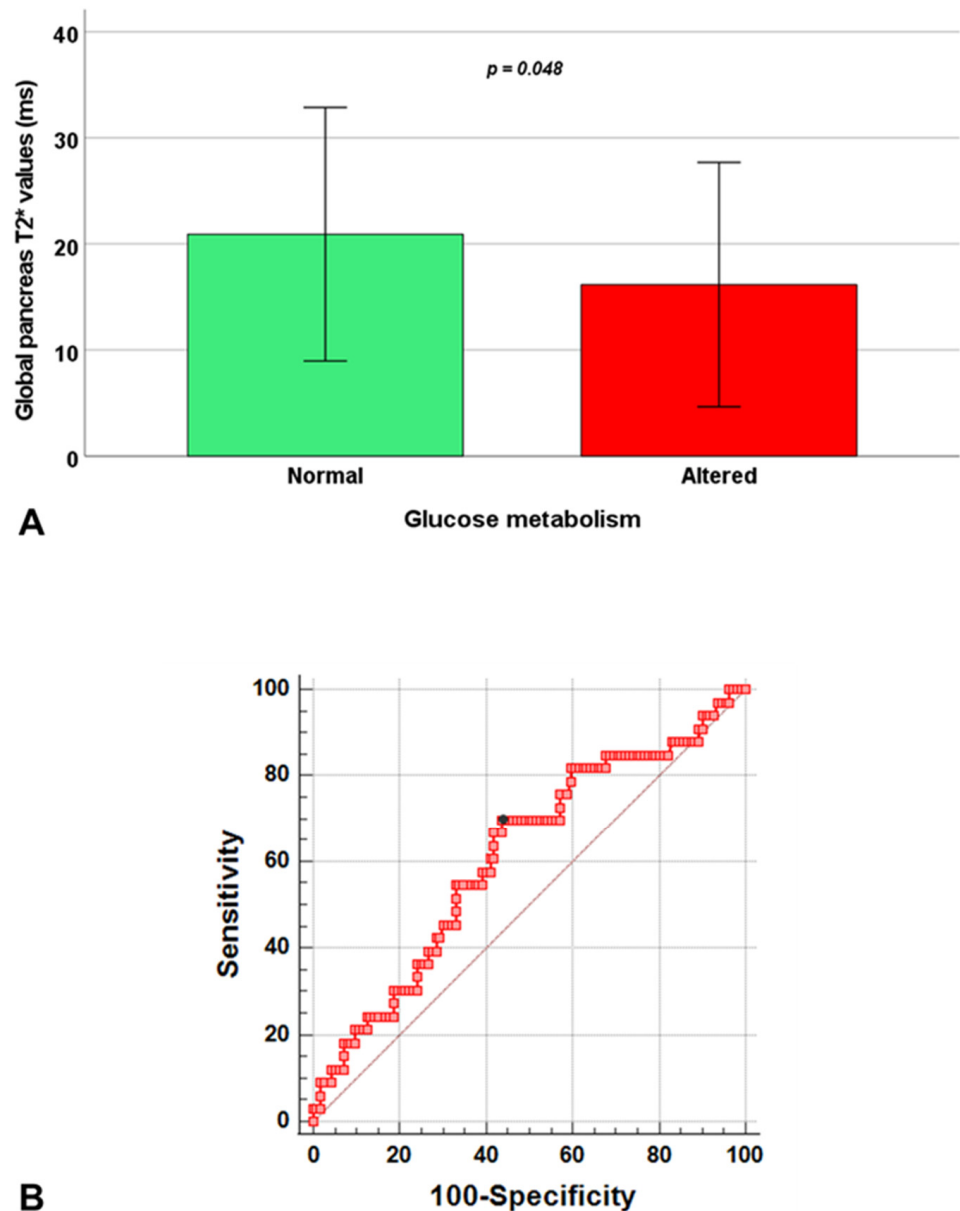 40
30
20
10
0
Global pancreas T2* values (ms)
p = 0.048
Normal
Altered
Glucose metabolism
A
100
80
60
40
20
0
Sensitivity
0 20 40 60 80 100
100-Specificity
B